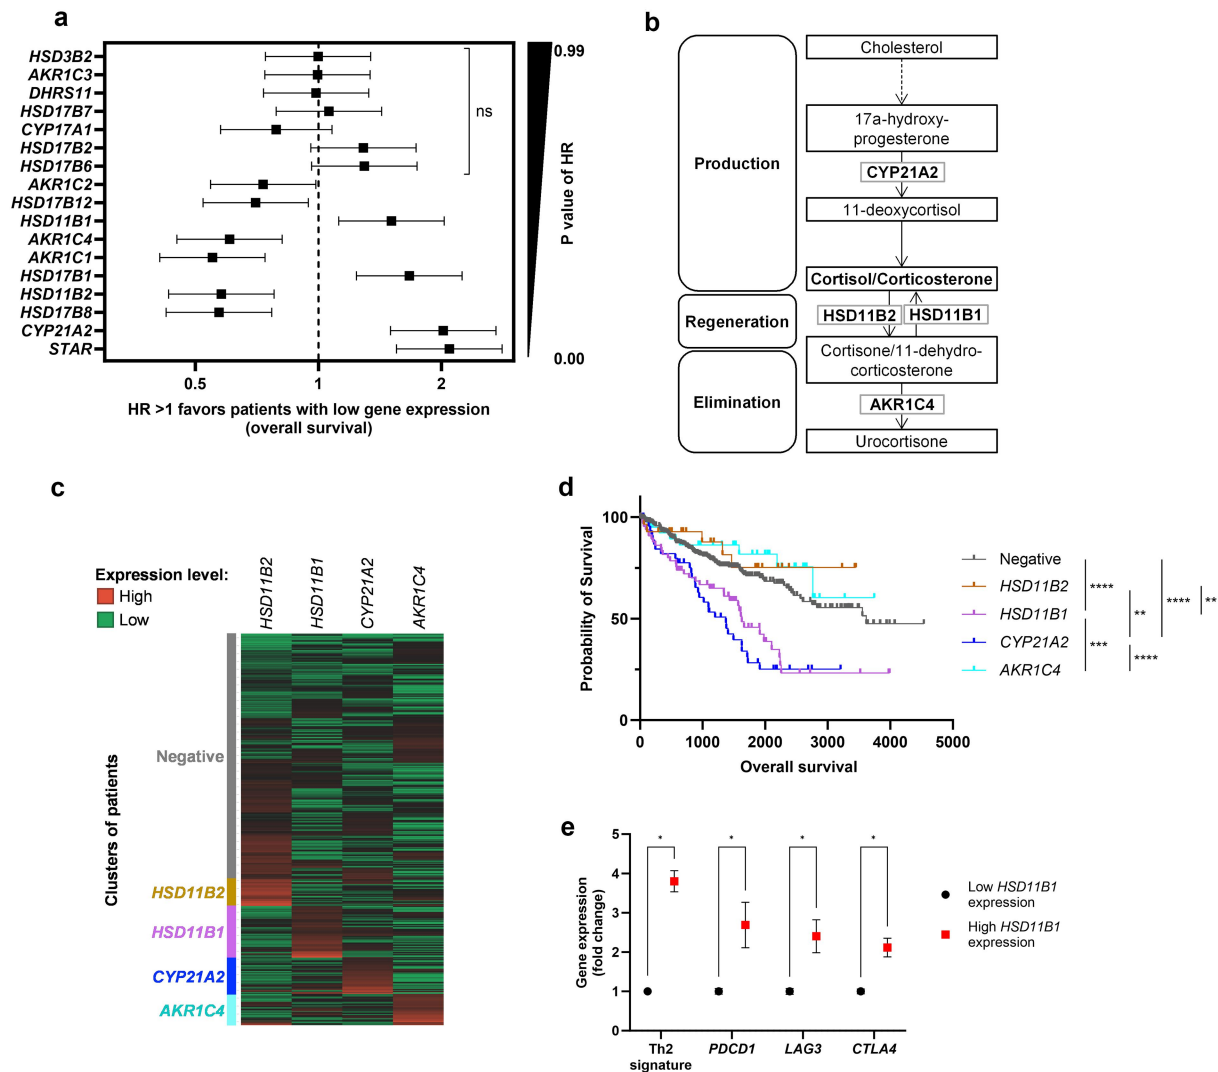 a
HSD3B2
AKR1C3
DHRS11
HSD17B7
CYP17A1
HSD17B2
HSD17B6
AKR1C2
HSD17B12
HSD11B1
AKR1C4
AKR1C1
HSD17B1
HSD11B2
HSD17B8
CYP21A2
STAR
ns
0.99
P value of HR
0.00
0.5
1
2
HR >1 favors patients with low gene expression
(overall survival)
b
Production
Regeneration
Elimination
Cholesterol
17a-hydroxy-
progesterone
CYP21A2
11-deoxycortisol
Cortisol/Corticosterone
HSD11B2
HSD11B1
Cortisone/11-dehydro-
corticosterone
AKR1C4
Urocortisone
c
Expression level:
High
Low
HSD11B2
HSD11B1
CYP21A2
AKR1C4
Clusters of patients
Negative
HSD11B2
HSD11B1
CYP21A2
AKR1C4
d
Probability of Survival
100
50
0
0
1000
2000
3000
4000
5000
Overall survival
Negative
HSD11B2
HSD11B1
CYP21A2
AKR1C4
****
***
**
****
****
**
e
Gene expression
(fold change)
5
4
3
2
1
0
*
*
*
*
Th2
signature
PDCD1
LAG3
CTLA4
Low HSD11B1
expression
High HSD11B1
expression